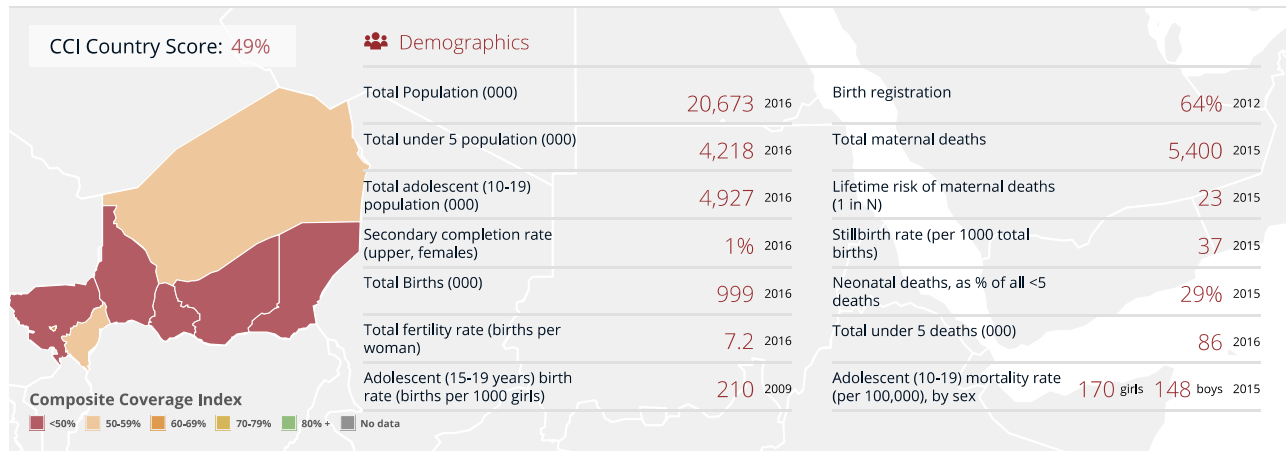 CCI Country Score: 49%
Demographics
Total Population (000) 20,673 2016
Total under 5 population (000) 4,218 2016
Total adolescent (10-19)
population (000) 4,927 2016
Secondary completion rate
(upper, females) 1% 2016
Total Births (000) 999 2016
Total fertility rate (births per
woman) 7.2 2016
Adolescent (15-19 years) birth
rate (births per 1000 girls) 210 2009
Birth registration 64% 2012
Total maternal deaths 5,400 2015
Lifetime risk of maternal deaths
(1 in N) 23 2015
Stillbirth rate (per 1000 total
births) 37 2015
Neonatal deaths, as % of all <5
deaths 29% 2015
Total under 5 deaths (000) 86 2016
Adolescent (10-19) mortality rate
(per 100,000), by sex 170 girls 148 boys 2015
Composite Coverage Index
<50% 50-59% 60-69% 70-79% 80% + No data